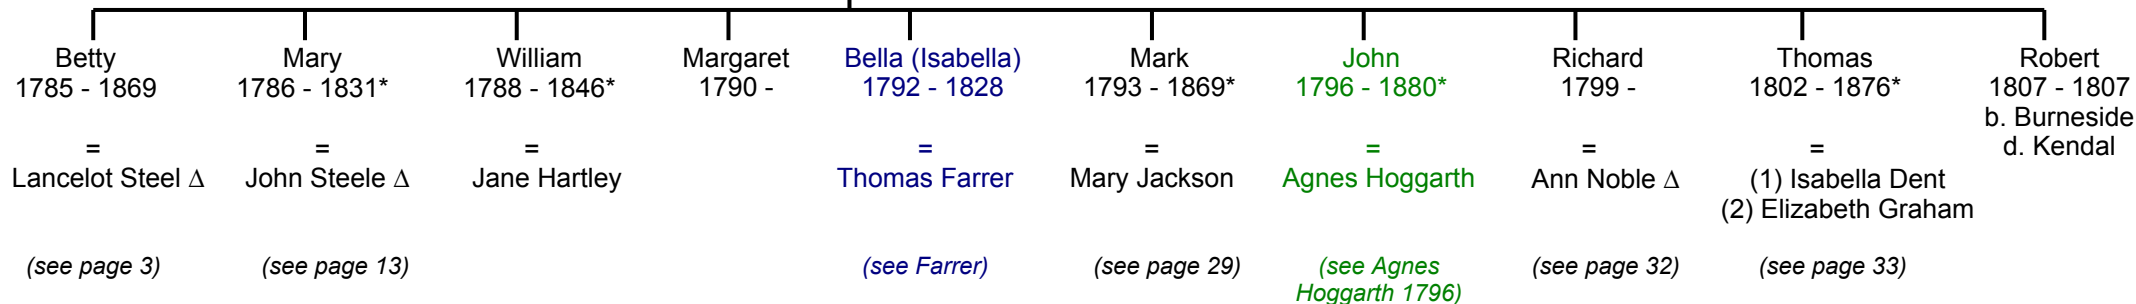 Betty
1785 - 1869
=
Lancelot Steel Δ
(see page 3)
Mary
1786 - 1831*
=
John Steele Δ
(see page 13)
William
1788 - 1846*
=
Jane Hartley
Margaret
1790 -
Bella (Isabella)
1792 - 1828
=
Thomas Farrer
(see Farrer)
Mark
1793 - 1869*
=
Mary Jackson
(see page 29)
John
1796 - 1880*
=
Agnes Hoggarth
(see Agnes
Hoggarth 1796)
Richard
1799 -
=
Ann Noble Δ
(see page 32)
Thomas
1802 - 1876*
=
(1) Isabella Dent
(2) Elizabeth Graham
(see page 33)
Robert
1807 - 1807
b. Burneside
d. Kendal